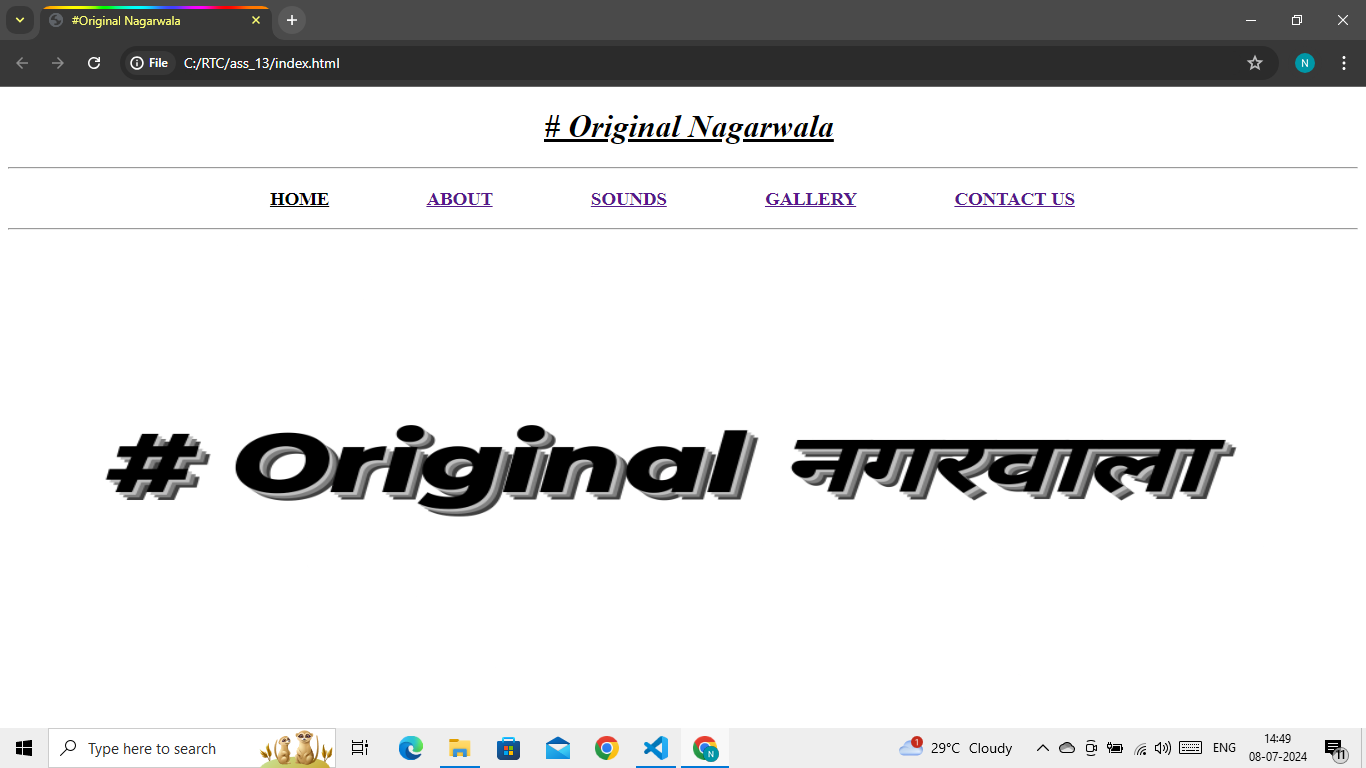 #Original Nagarwala
File C:/RTC/ass_13/index.html N
# Original Nagarwala
HOME ABOUT SOUNDS GALLERY CONTACT US
# Original नगरवाला
Type here to search N 1 29°C Cloudy ENG 14:49
08-07-2024 11